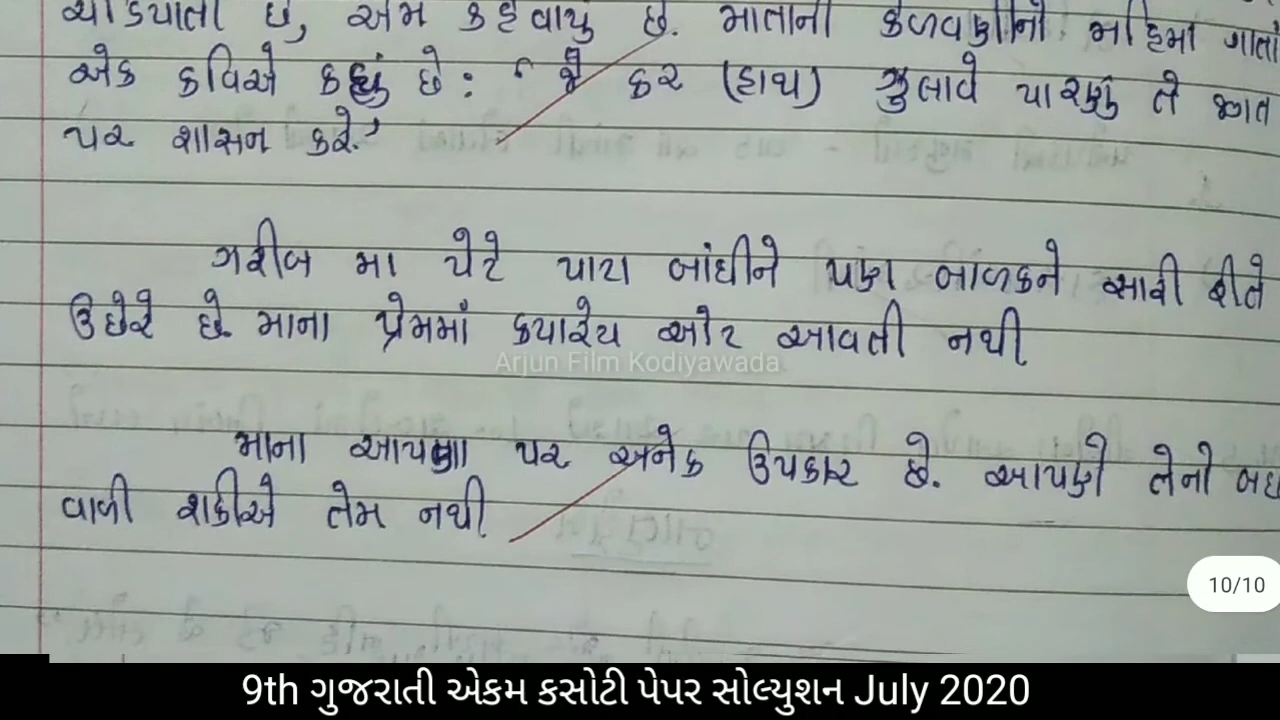 ચડિયાતી છે, એમ કહેવાયું છે. માતાની કેળવણીનો મહિમા ગાતાં
એક કવિએ કહ્યું છે: ' જે કર (હાથ) ઝુલાવે પારણું તે જગત
પર શાસન કરે.'
ગરીબ મા પેટે પાટા બાંધીને પણ બાળકને સારી રીતે
ઉછેરે છે. માના પ્રેમમાં કયારેય ઓટ આવતી નથી
Arjun Film Kodiyawada
માના આપણા પર અનેક ઉપકાર છે. આપણે તેનો
વાળી શકીએ તેમ નથી
10/10
9th ગુજરાતી એકમ કસોટી પેપર સોલ્યુશન July 2020